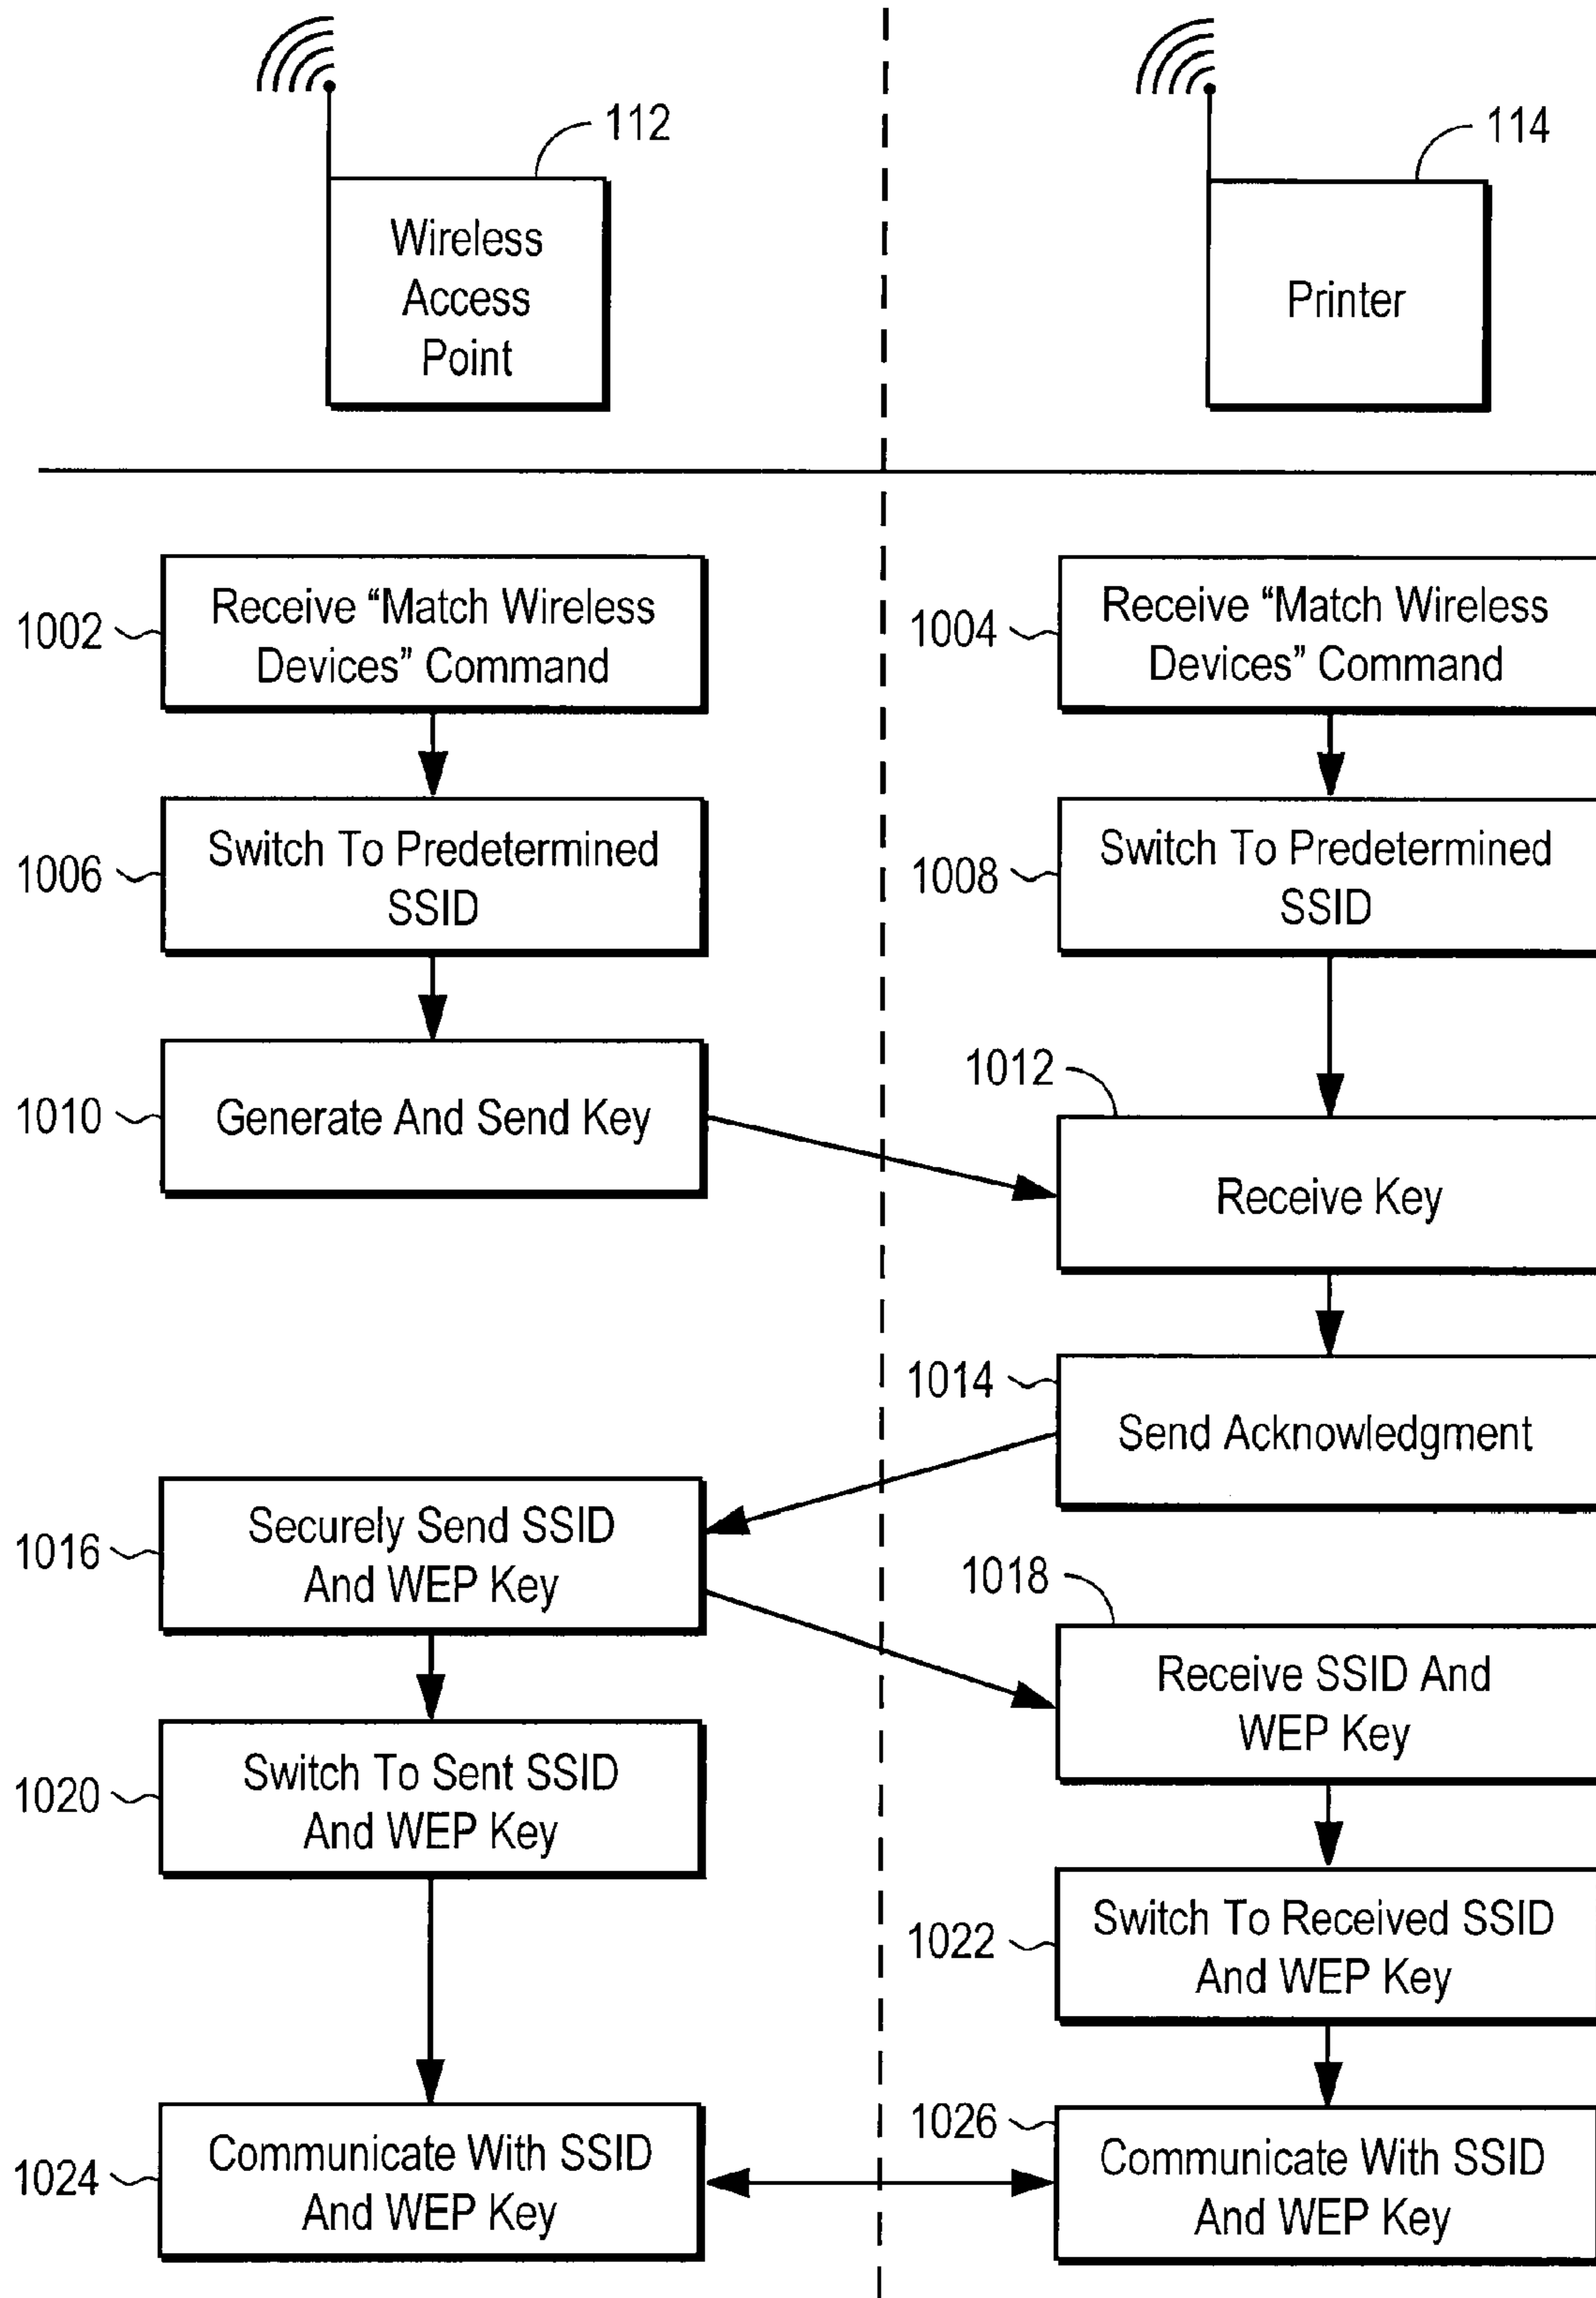 112
Wireless
Access
Point
114
Printer
1002
Receive “Match Wireless
Devices” Command
1004
Receive “Match Wireless
Devices” Command
1006
Switch To Predetermined
SSID
1008
Switch To Predetermined
SSID
1010
Generate And Send Key
1012
Receive Key
1014
Send Acknowledgment
1016
Securely Send SSID
And WEP Key
1018
Receive SSID And
WEP Key
1020
Switch To Sent SSID
And WEP Key
1022
Switch To Received SSID
And WEP Key
1024
Communicate With SSID
And WEP Key
1026
Communicate With SSID
And WEP Key